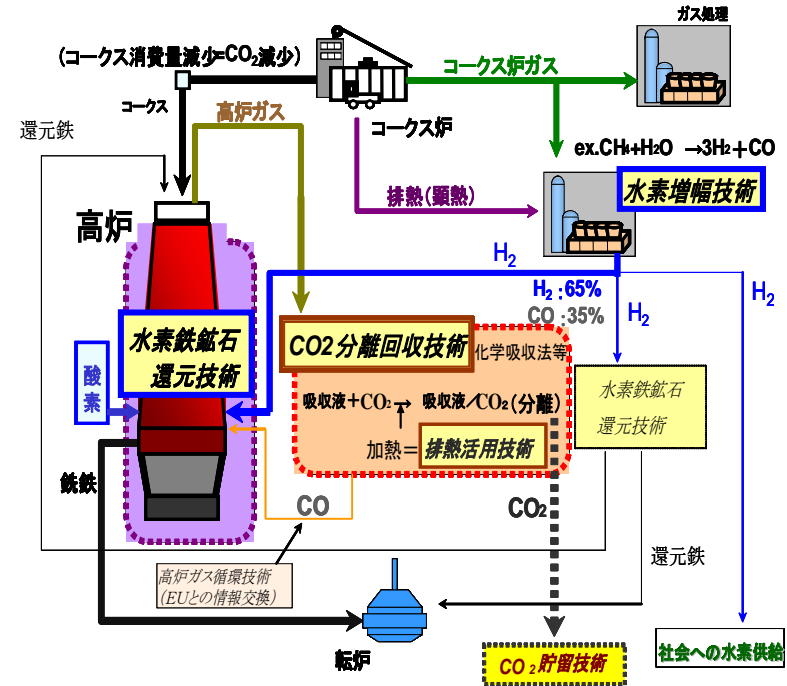 ガス処理
(コークス消費量減少=CO2減少)
コークス炉ガス
コークス
高炉ガス
コークス炉
還元鉄
ex.CH4+H2O →3H2+CO
水素増幅技術
排熱(顕熱)
高炉
H2
H2:65%
CO:35%
H2
H2
水素鉄鉱石
還元技術
CO2分離回収技術
化学吸収法等
酸素
吸収液+CO2→ 吸収液/CO2(分離)
加熱=
排熱活用技術
水素鉄鉱石
還元技術
銑鉄
CO
CO2
還元鉄
高炉ガス循環技術
(EUとの情報交換)
転炉
CO2貯留技術
社会への水素供給